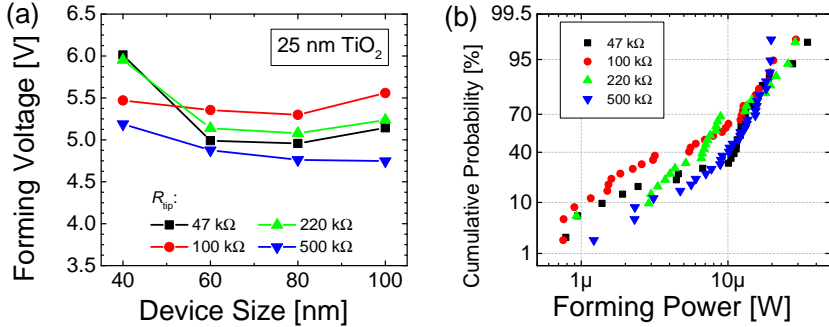 (a)
25 nm TiO₂
6.5
6.0
5.5
5.0
4.5
4.0
3.5
Forming Voltage [V]
R_tip:
47 kΩ
220 kΩ
100 kΩ
500 kΩ
40
60
80
100
Device Size [nm]
(b)
99.5
95
70
40
10
1
Cumulative Probability [%]
47 kΩ
100 kΩ
220 kΩ
500 kΩ
1µ
10µ
Forming Power [W]